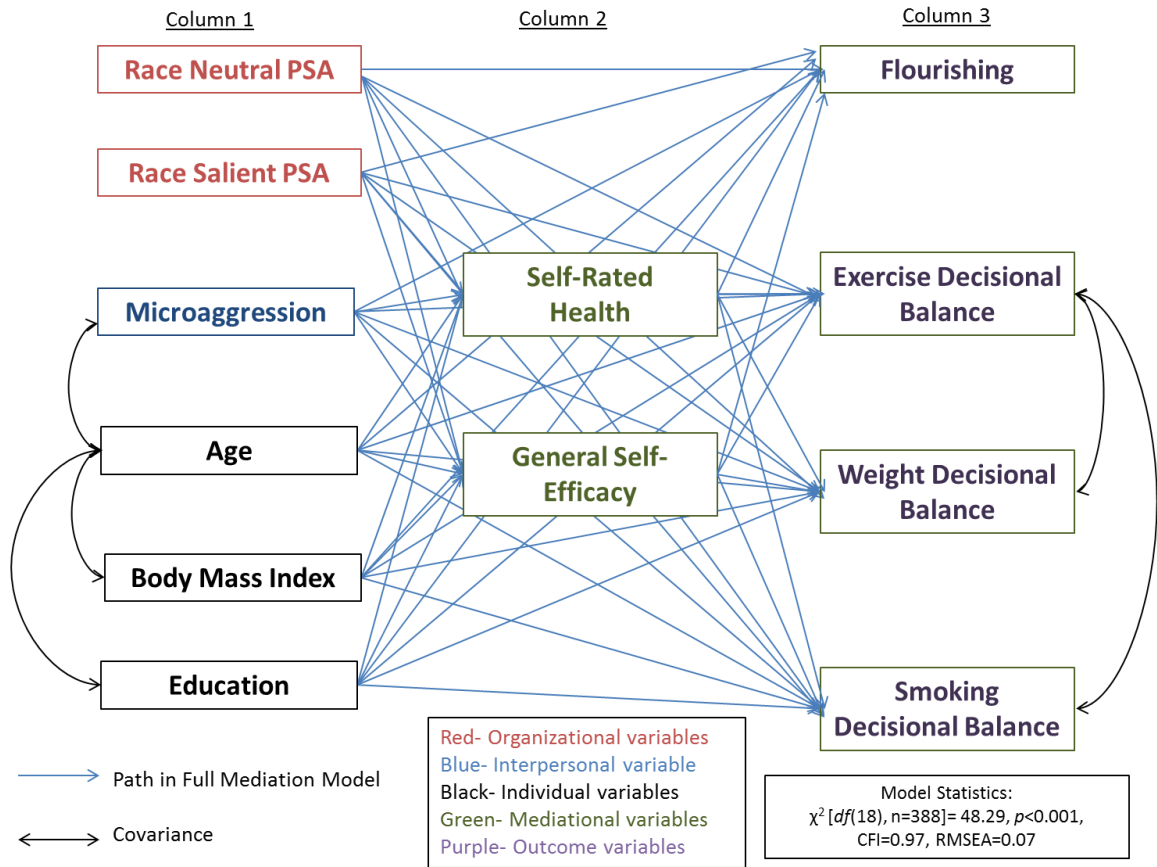 Column 1
Column 2
Column 3
Race Neutral PSA
Flourishing
Race Salient PSA
Self-Rated
Health
Exercise Decisional
Balance
Microaggression
Age
General Self-
Efficacy
Weight Decisional
Balance
Body Mass Index
Education
Smoking
Decisional Balance
Path in Full Mediation Model
Covariance
Red- Organizational variables
Blue- Interpersonal variable
Black- Individual variables
Green- Mediational variables
Purple- Outcome variables
Model Statistics:
χ² [df(18), n=388]= 48.29, p<0.001,
CFI=0.97, RMSEA=0.07